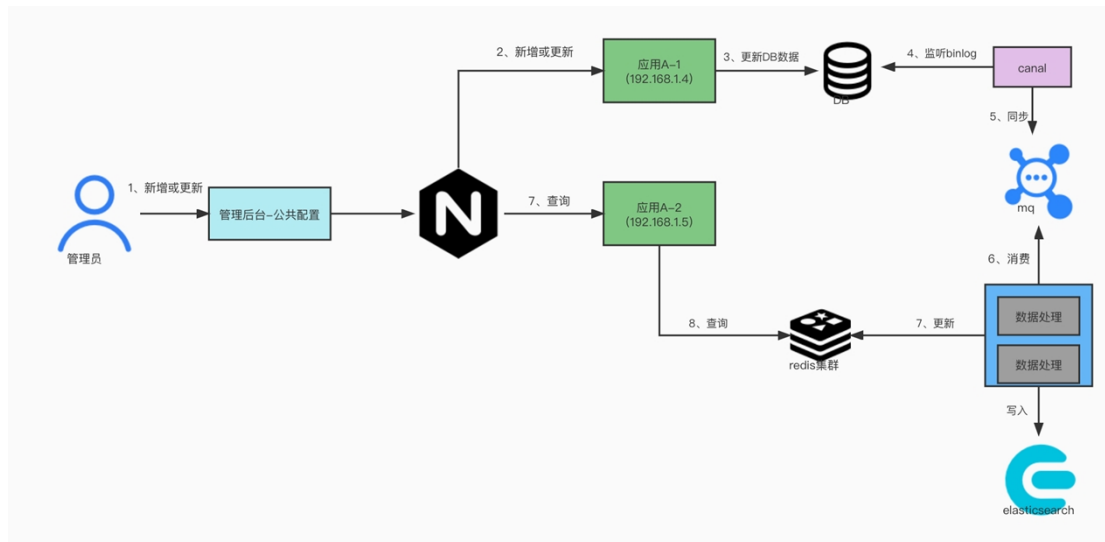 2、新增或更新
应用A-1
(192.168.1.4)
3、更新DB数据
DB
4、监听binlog
canal
5、同步
mq
1、新增或更新
管理员
管理后台-公共配置
N
7、查询
应用A-2
(192.168.1.5)
6、消费
数据处理
数据处理
8、查询
redis集群
7、更新
写入
elasticsearch